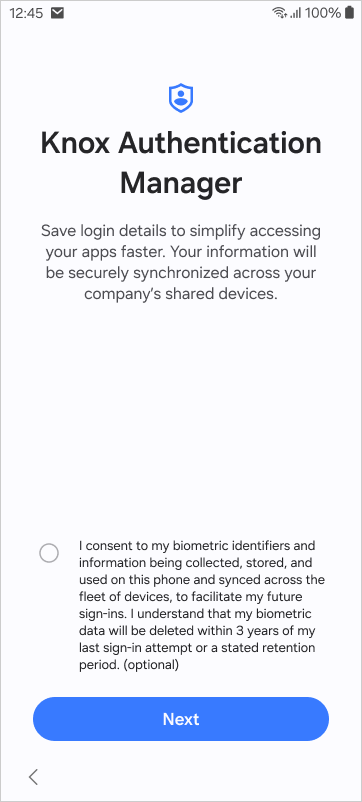 12:45
100%
Knox Authentication
Manager
Save login details to simplify accessing
your apps faster. Your information will
be securely synchronized across your
company's shared devices.
I consent to my biometric identifiers and
information being collected, stored, and
used on this phone and synced across the
fleet of devices, to facilitate my future
sign-ins. I understand that my biometric
data will be deleted within 3 years of my
last sign-in attempt or a stated retention
period. (optional)
Next